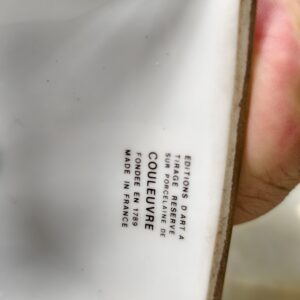 EDITIONS D'ART A
TIRAGE RESERVE
SUR PORCELAINE DE
COULEUVRE
FONDEE EN 1789
MADE IN FRANCE